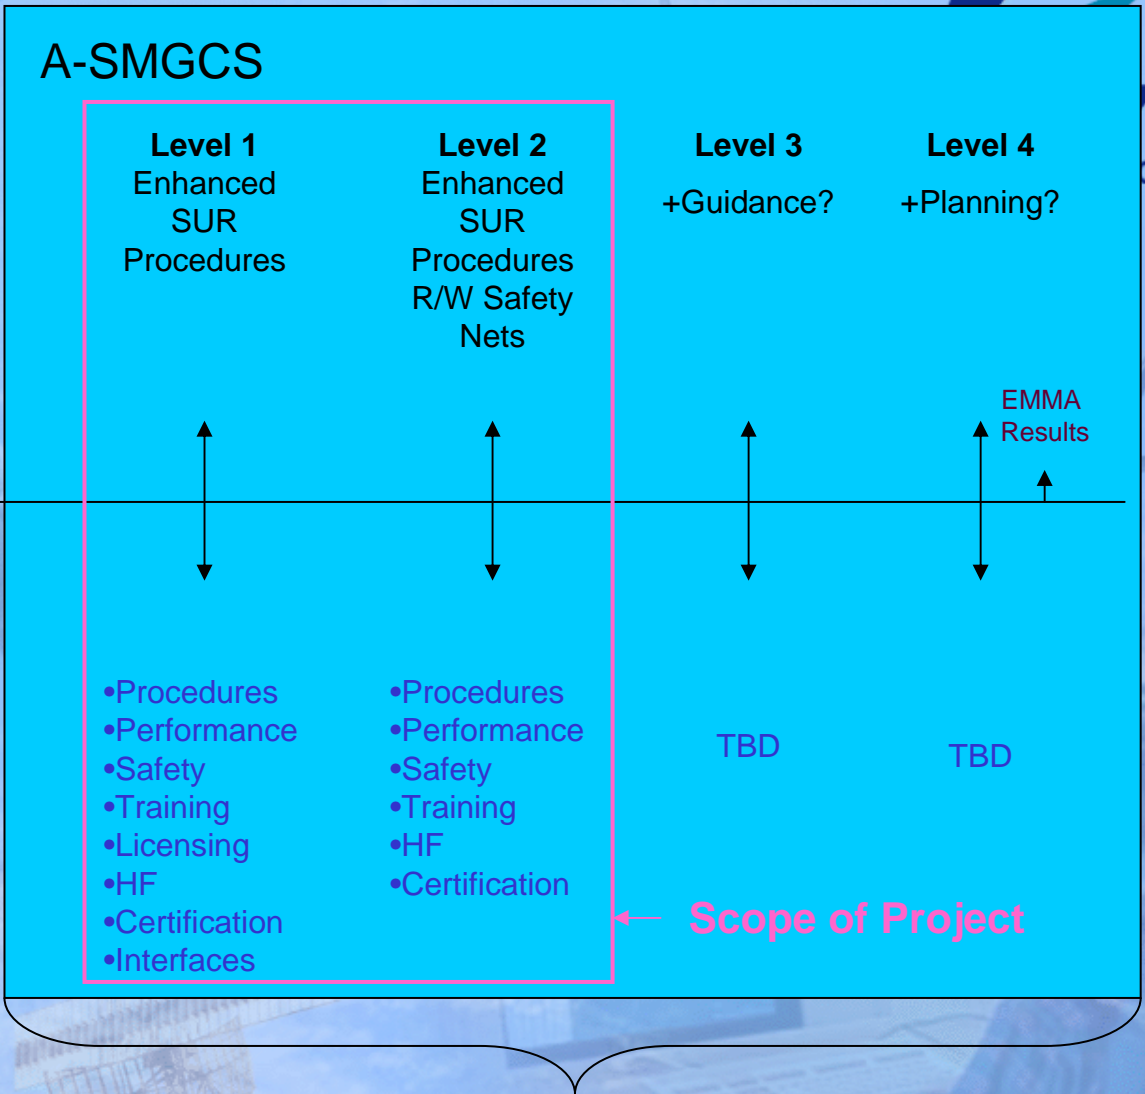 A-SMGCS
Level 1
Enhanced
SUR
Procedures
Level 2
Enhanced
SUR
Procedures
R/W Safety
Nets
Level 3
+Guidance?
Level 4
+Planning?
EMMA
Results
•Procedures
•Performance
•Safety
•Training
•Licensing
•HF
•Certification
•Interfaces
•Procedures
•Performance
•Safety
•Training
•HF
•Certification
TBD
TBD
Scope of Project